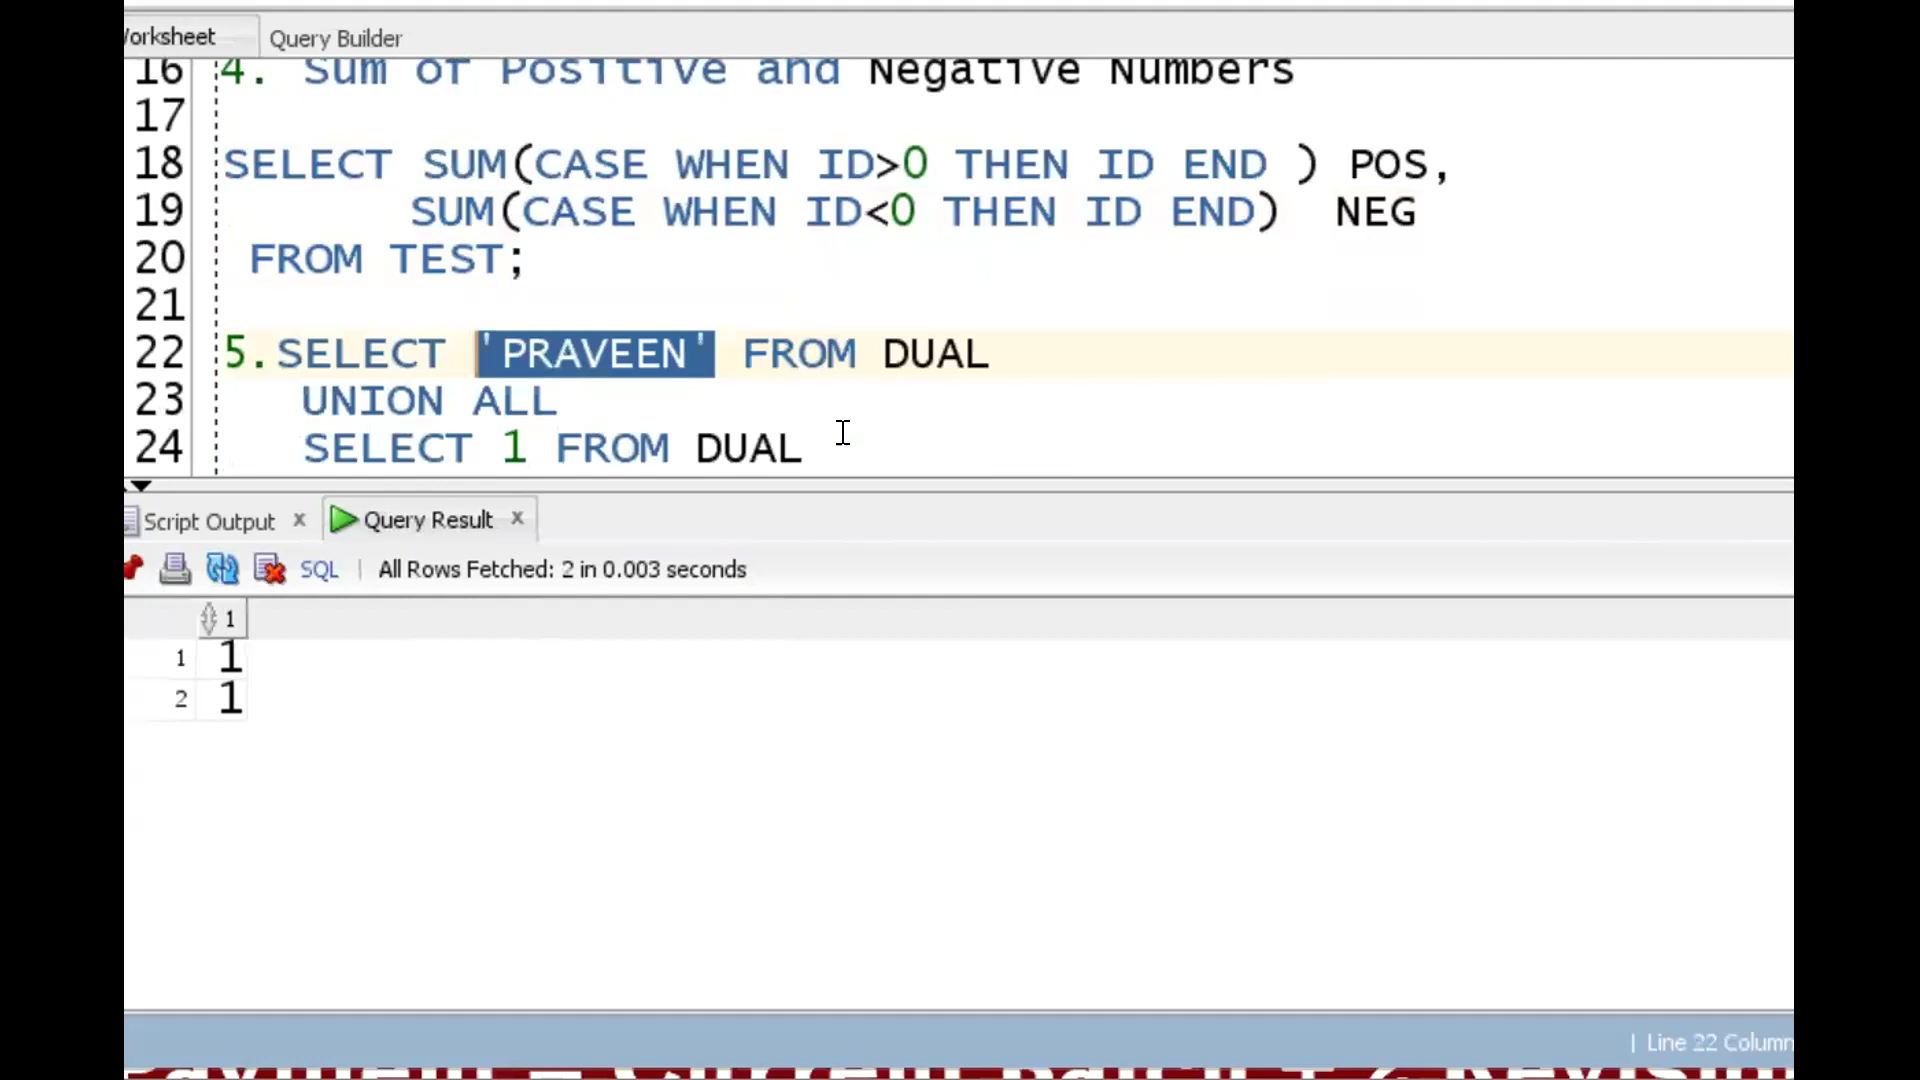 Worksheet Query Builder
16 4. Sum of Positive and Negative Numbers
17
18 SELECT SUM(CASE WHEN ID>0 THEN ID END ) POS,
19 SUM(CASE WHEN ID<0 THEN ID END) NEG
20 FROM TEST;
21
22 5.SELECT 'PRAVEEN' FROM DUAL
23 UNION ALL
24 SELECT 1 FROM DUAL
Script Output x Query Result x
SQL | All Rows Fetched: 2 in 0.003 seconds
1
1 1
2 1
| Line 22 Column